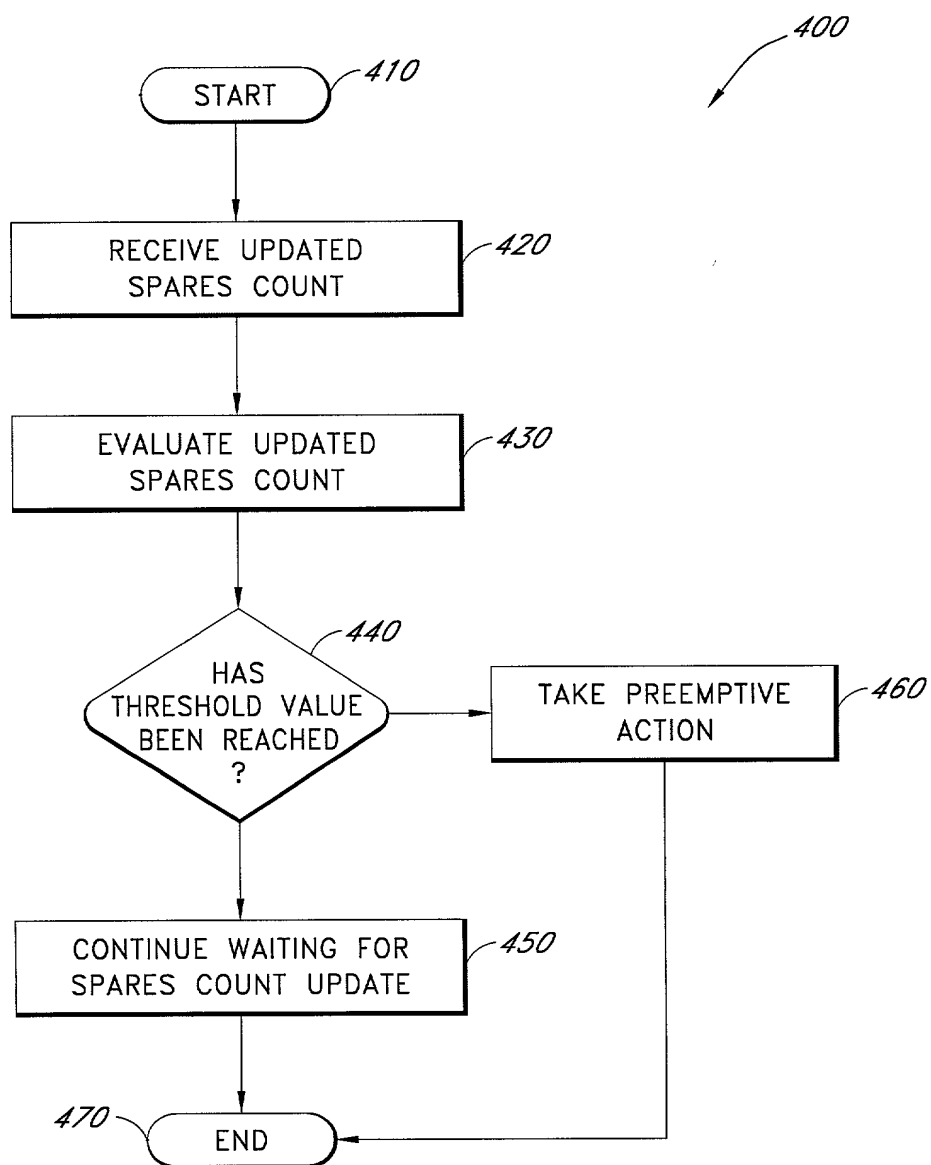 400
START
410
RECEIVE UPDATED
SPARES COUNT
420
EVALUATE UPDATED
SPARES COUNT
430
HAS
THRESHOLD VALUE
BEEN REACHED
?
440
TAKE PREEMPTIVE
ACTION
460
CONTINUE WAITING FOR
SPARES COUNT UPDATE
450
470
END